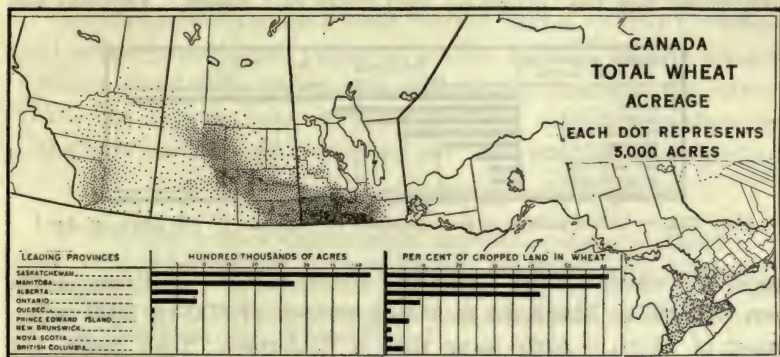 CANADA
TOTAL WHEAT
ACREAGE
EACH DOT REPRESENTS
5,000 ACRES
LEADING PROVINCES
HUNDRED THOUSANDS OF ACRES
PER CENT OF CROPPED LAND IN WHEAT
SASKATCHEWAN
MANITOBA
ALBERTA
ONTARIO
QUEBEC
PRINCE EDWARD ISLAND
NEW BRUNSWICK
NOVA SCOTIA
BRITISH COLUMBIA